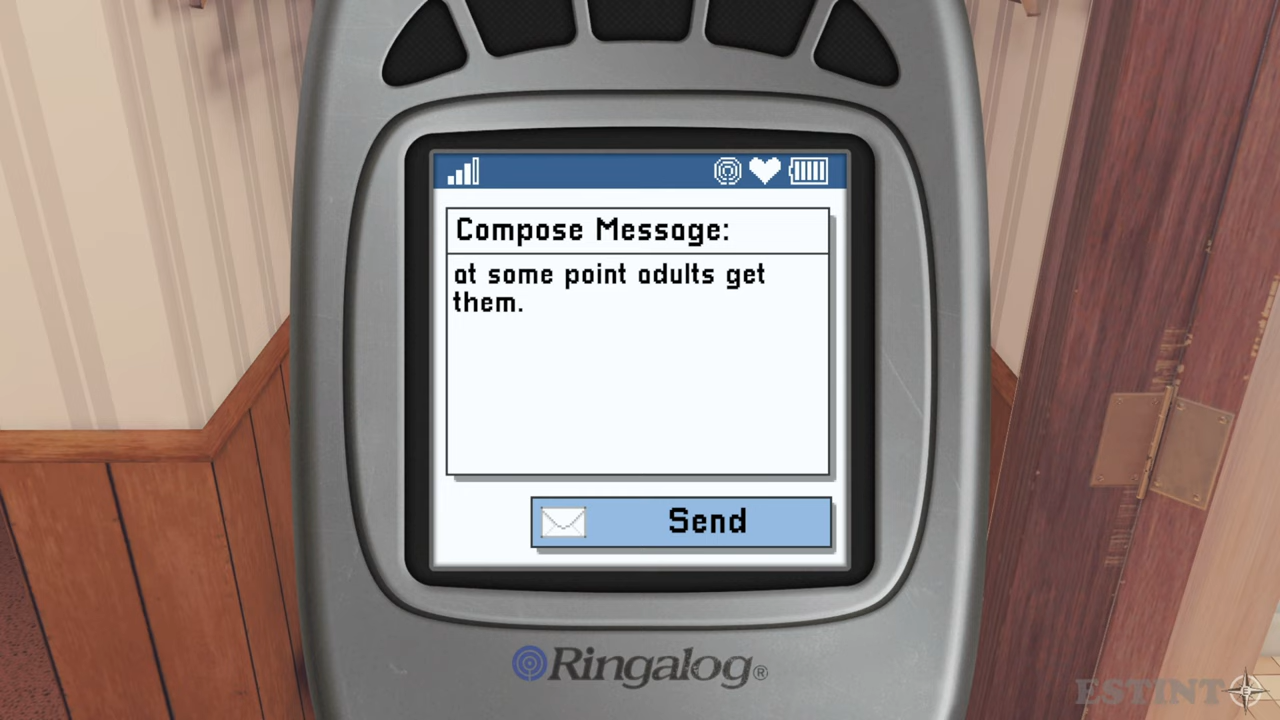 Compose Message:
at some point adults get
them.
Send
Ringalog®
ESTINT